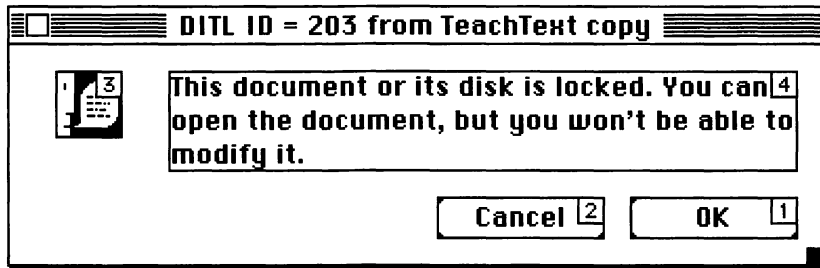 DITL ID = 203 from TeachText copy
3
This document or its disk is locked. You can 4
open the document, but you won't be able to
modify it.
Cancel 2 OK 1